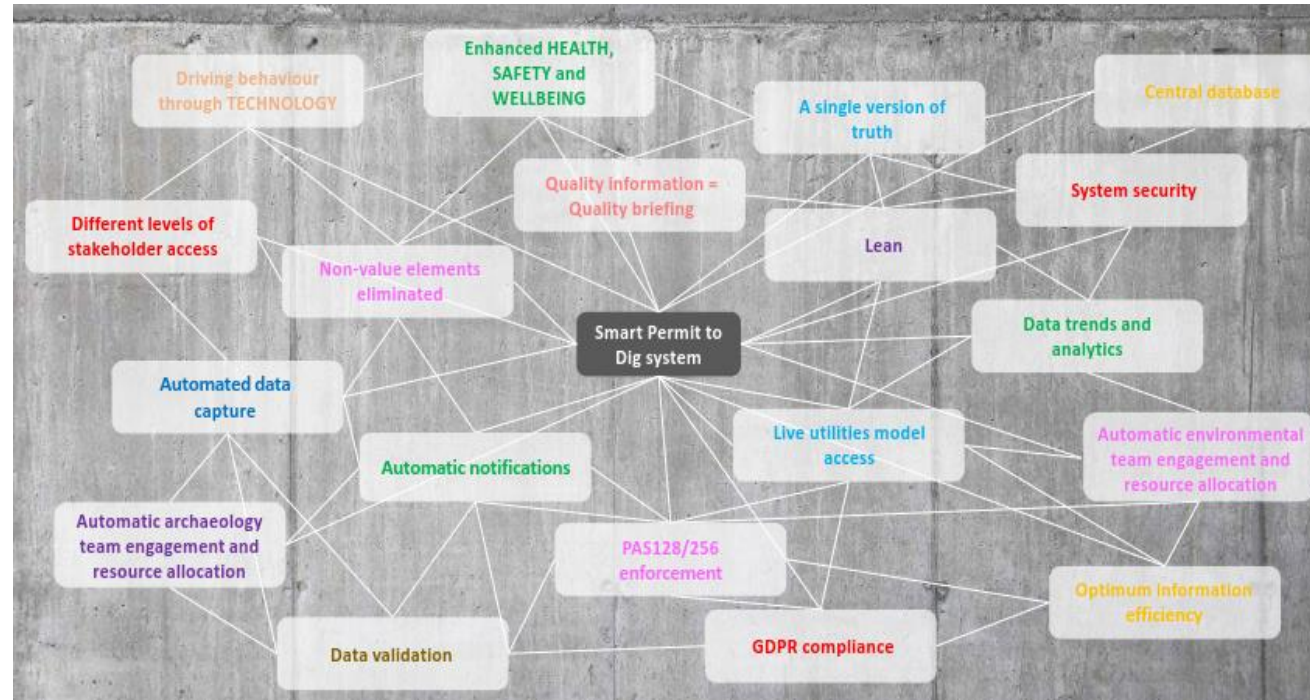 Enhanced HEALTH,
SAFETY and
WELLBEING
Driving behaviour
through TECHNOLOGY
A single version of
truth
Central database
Quality information =
Quality briefing
System security
Different levels of
stakeholder access
Lean
Non-value elements
eliminated
Smart Permit to
Dig system
Data trends and
analytics
Automated data
capture
Live utilities model
access
Automatic environmental
team engagement and
resource allocation
Automatic notifications
Automatic archaeology
team engagement and
resource allocation
PAS128/256
enforcement
Optimum information
efficiency
Data validation
GDPR compliance